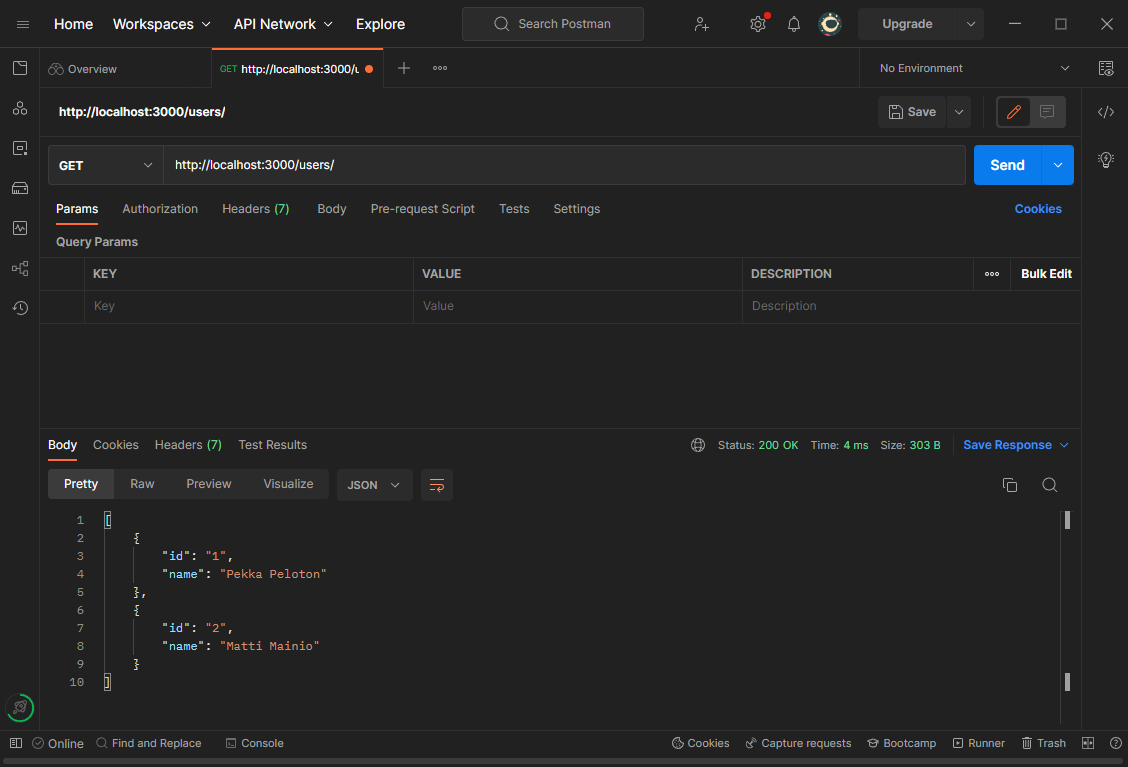 Home Workspaces API Network Explore Search Postman Upgrade
Overview GET http://localhost:3000/u No Environment
http://localhost:3000/users/ Save
GET http://localhost:3000/users/ Send
Params Authorization Headers (7) Body Pre-request Script Tests Settings Cookies
Query Params
KEY VALUE DESCRIPTION Bulk Edit
Key Value Description
Body Cookies Headers (7) Test Results Status: 200 OK Time: 4 ms Size: 303 B Save Response
Pretty Raw Preview Visualize JSON
1 [
2 {
3 "id": "1",
4 "name": "Pekka Peloton"
5 },
6 {
7 "id": "2",
8 "name": "Matti Mainio"
9 }
10 ]
Online Find and Replace Console Cookies Capture requests Bootcamp Runner Trash